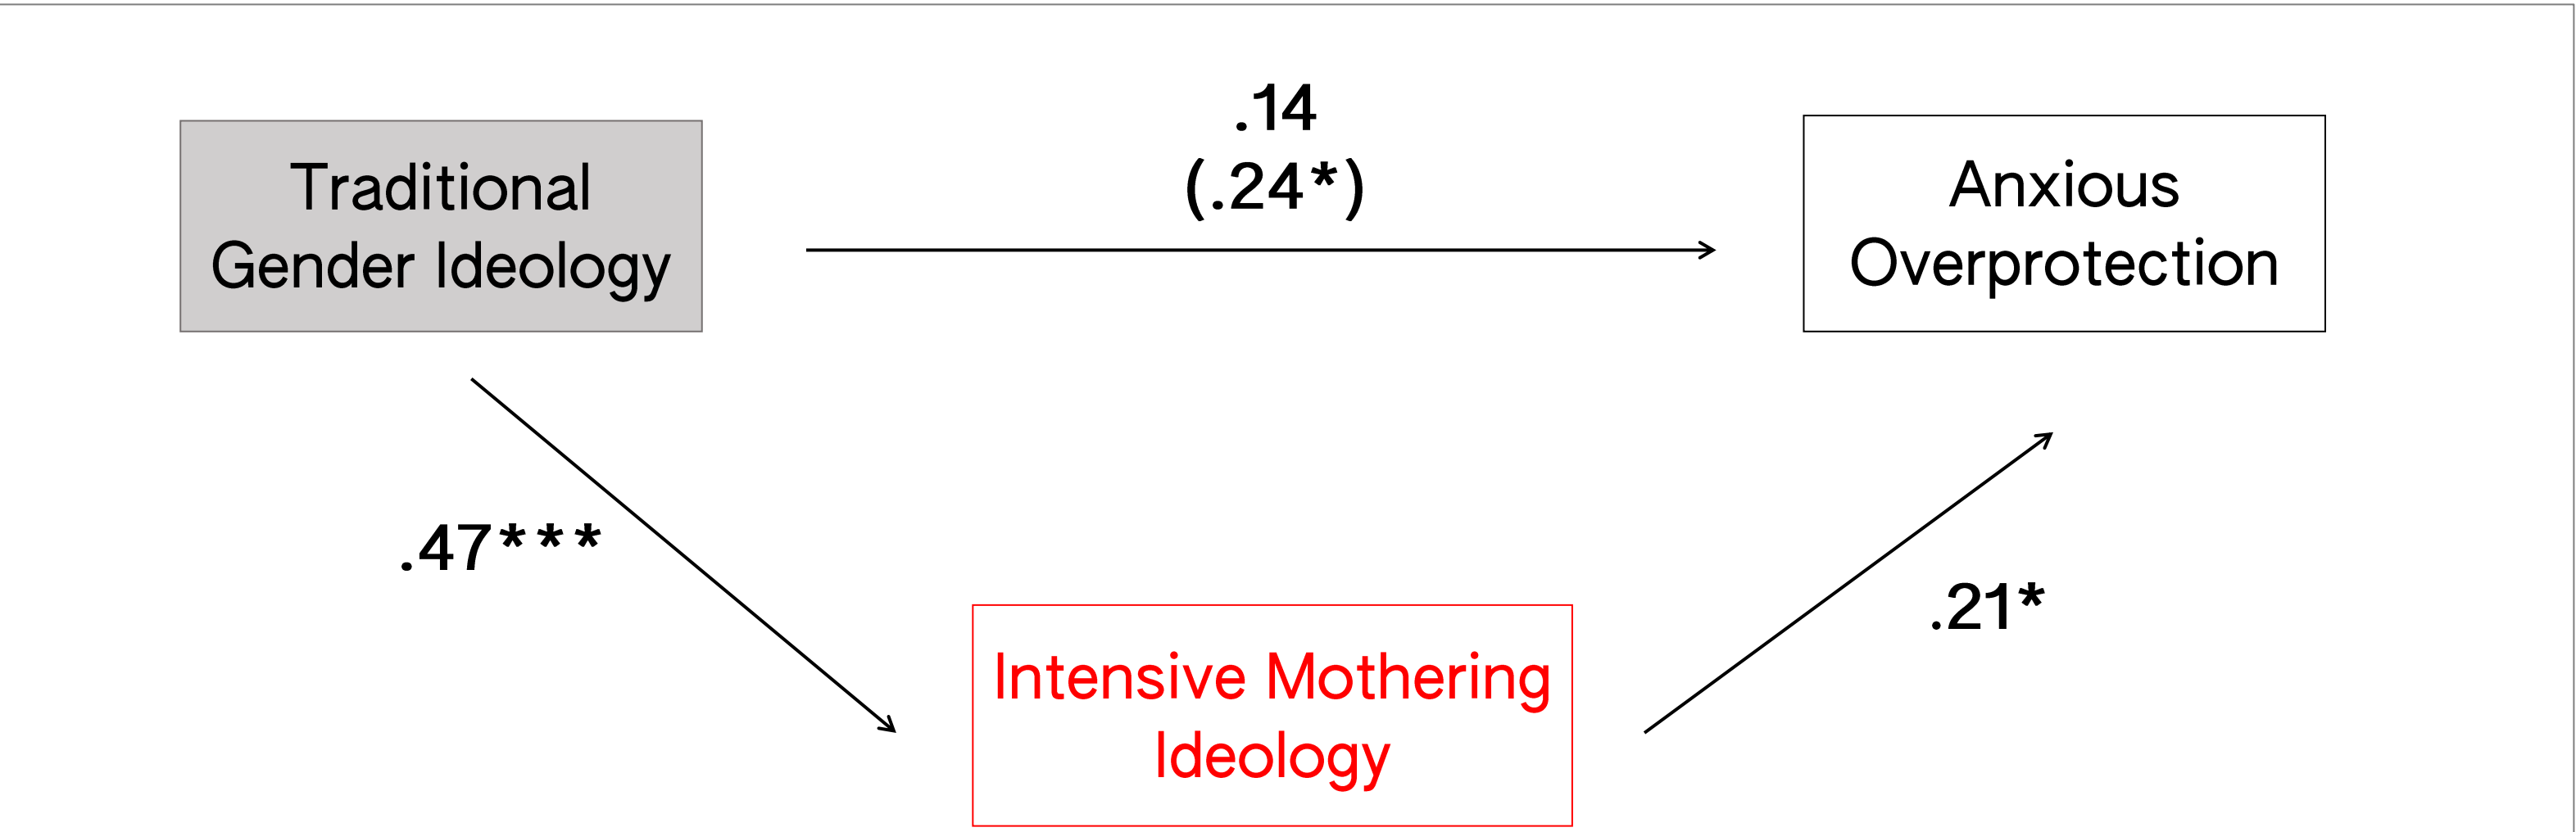 .14
(.24*)
Traditional
Gender Ideology
Anxious
Overprotection
.47***
.21*
Intensive Mothering
Ideology